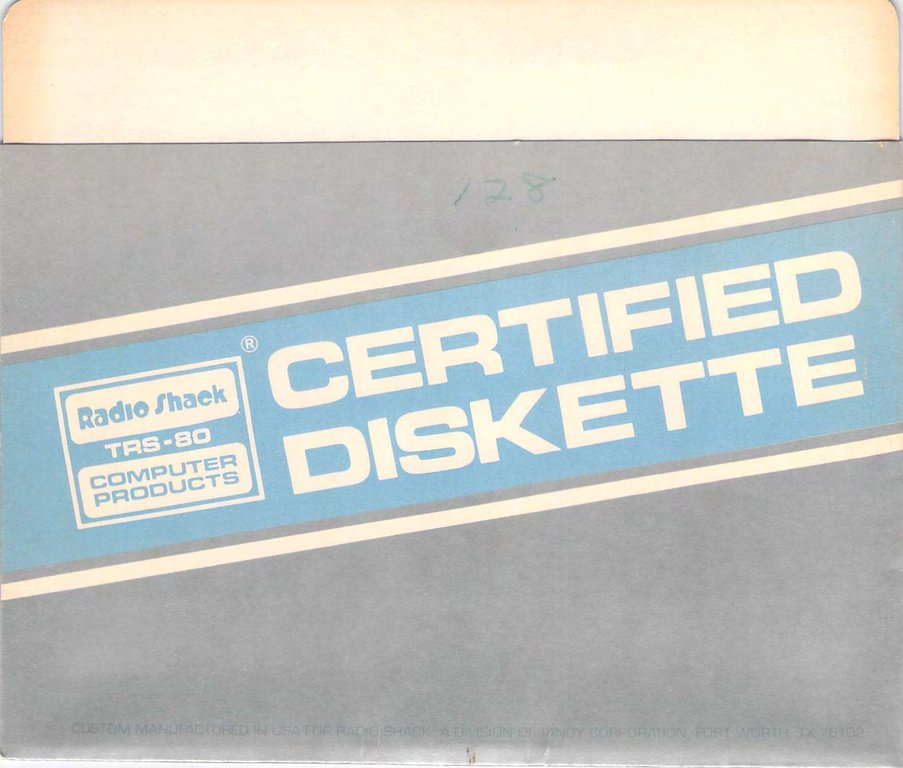 128
®
CERTIFIED
DISKETTE
Radio Shack
TRS-80
COMPUTER
PRODUCTS
CUSTOM MANUFACTURED IN USA FOR RADIO SHACK, A DIVISION OF TANDY CORPORATION, FORT WORTH, TX 76102